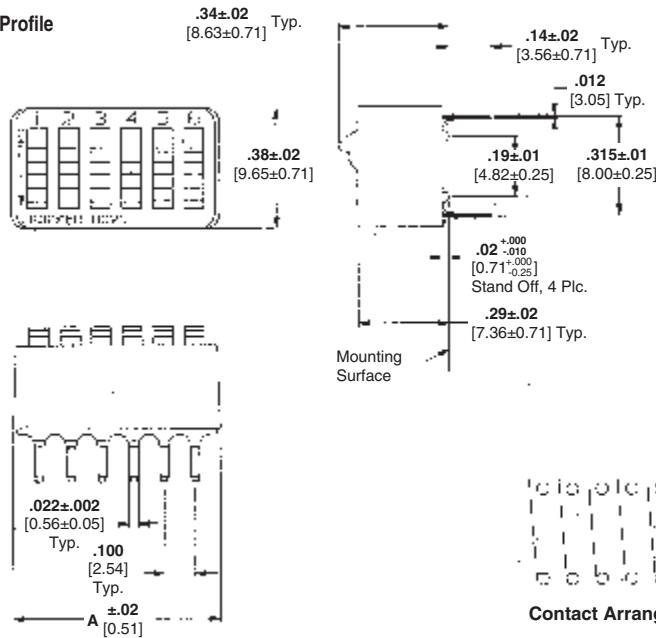 Profile
.34±.02
[8.63±0.71] Typ.
.14±.02
[3.56±0.71] Typ.
.012
[3.05] Typ.
1 2 3 4 5 6
.38±.02
[9.65±0.71]
.19±.01
[4.82±0.25]
.315±.01
[8.00±0.25]
.02 +.000 -.010
[0.71 +.000 -0.25]
Stand Off, 4 Plc.
.29±.02
[7.36±0.71] Typ.
Mounting
Surface
.022±.002
[0.56±0.05]
Typ.
.100
[2.54]
Typ.
A ±.02
[0.51]
Contact Arrang